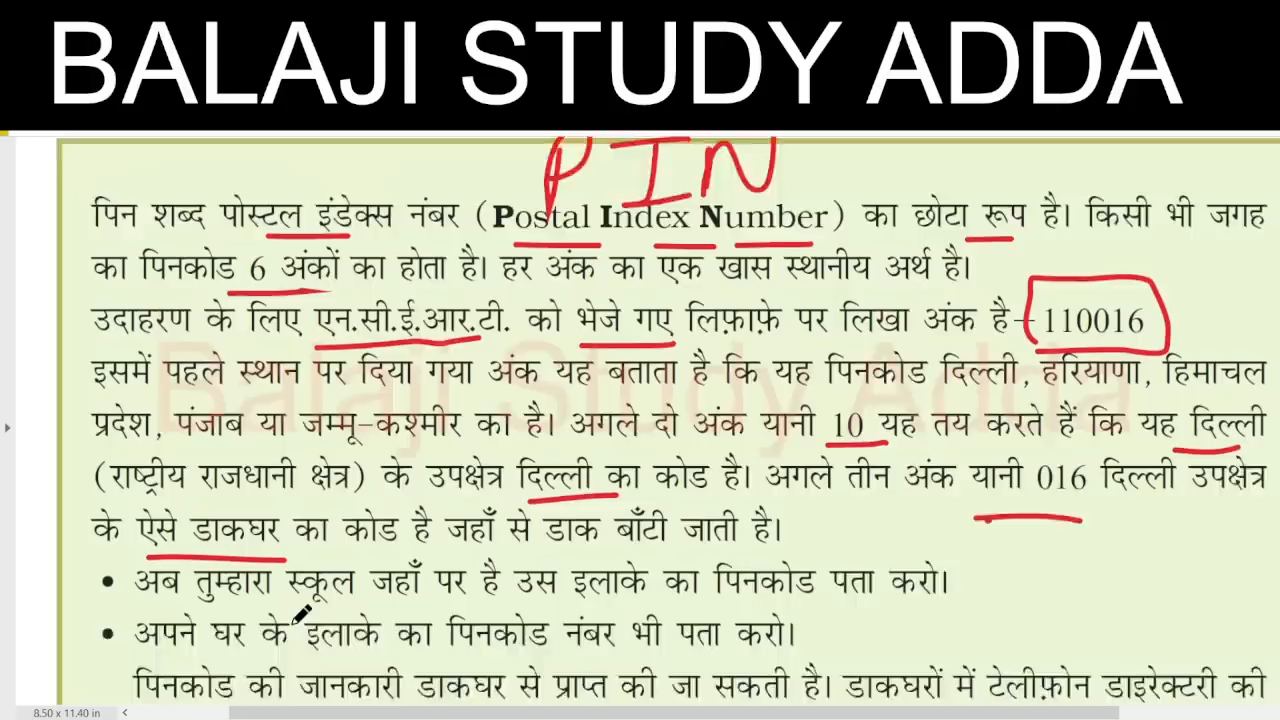 BALAJI STUDY ADDA
PIN
पिन शब्द पोस्टल इंडेक्स नंबर (Postal Index Number) का छोटा रूप है। किसी भी जगह
का पिनकोड 6 अंकों का होता है। हर अंक का एक खास स्थानीय अर्थ है।
उदाहरण के लिए एन.सी.ई.आर.टी. को भेजे गए लिफ़ाफ़े पर लिखा अंक है– 110016
इसमें पहले स्थान पर दिया गया अंक यह बताता है कि यह पिनकोड दिल्ली, हरियाणा, हिमाचल
Balaji Study Adda
प्रदेश, पंजाब या जम्मू–कश्मीर का है। अगले दो अंक यानी 10 यह तय करते हैं कि यह दिल्ली
(राष्ट्रीय राजधानी क्षेत्र) के उपक्षेत्र दिल्ली का कोड है। अगले तीन अंक यानी 016 दिल्ली उपक्षेत्र
के ऐसे डाकघर का कोड है जहाँ से डाक बाँटी जाती है।
• अब तुम्हारा स्कूल जहाँ पर है उस इलाके का पिनकोड पता करो।
• अपने घर के इलाके का पिनकोड नंबर भी पता करो।
पिनकोड की जानकारी डाकघर से प्राप्त की जा सकती है। डाकघरों में टेलीफ़ोन डाइरेक्टरी की
8.50 x 11.40 in